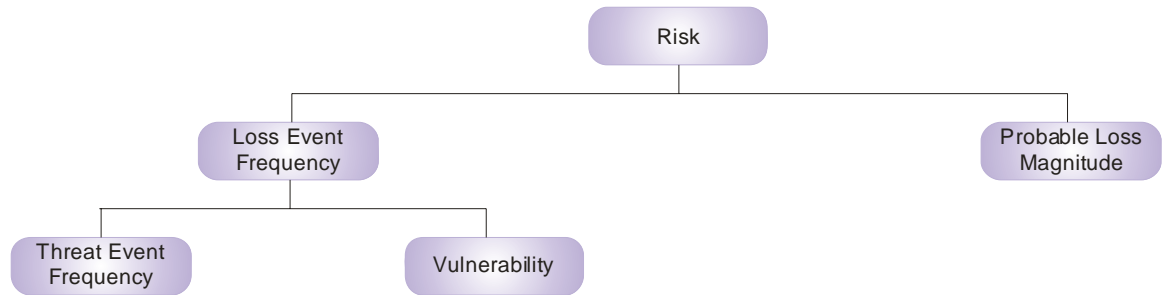 Risk
Loss Event
Frequency
Probable Loss
Magnitude
Threat Event
Frequency
Vulnerability